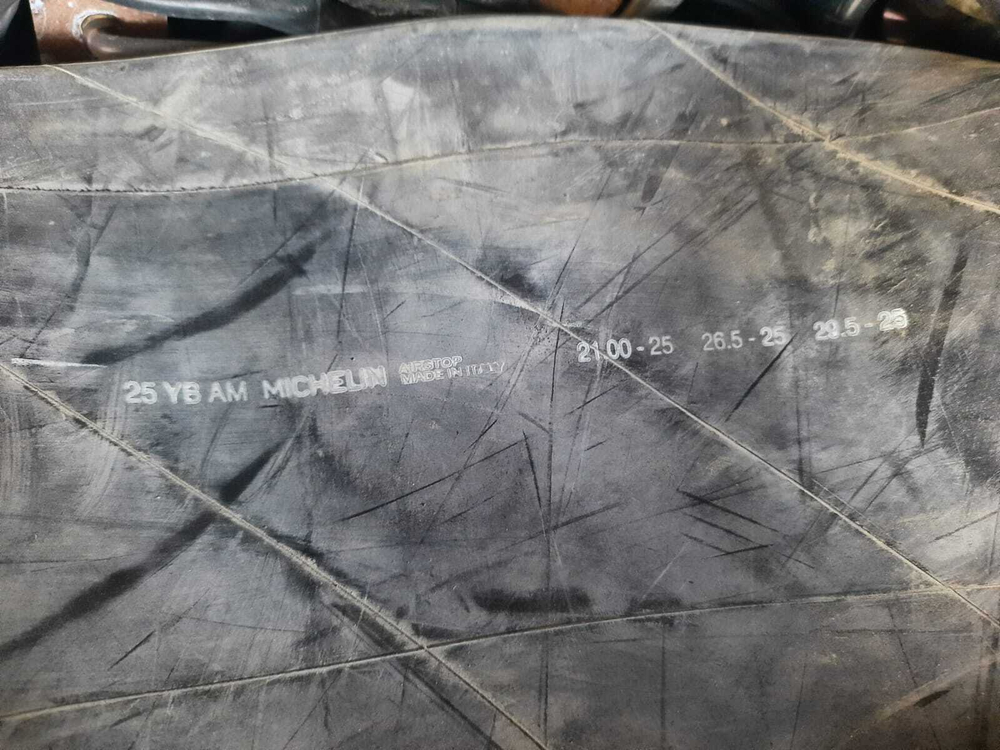 25 YB AM MICHELIN AIRSTOP
MADE IN ITALY
21.00-25 26.5-25 29.5-25